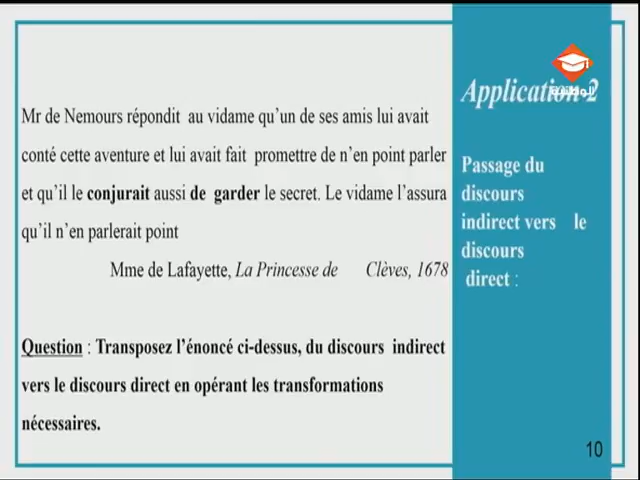 Mr de Nemours répondit au vidame qu'un de ses amis lui avait
conté cette aventure et lui avait fait promettre de n'en point parler
et qu'il le conjurait aussi de garder le secret. Le vidame l'assura
qu'il n'en parlerait point
Mme de Lafayette, La Princesse de Clèves, 1678
Question : Transposez l'énoncé ci-dessus, du discours indirect
vers le discours direct en opérant les transformations
nécessaires.
Application 2
Passage du
discours
indirect vers le
discours
direct :
10